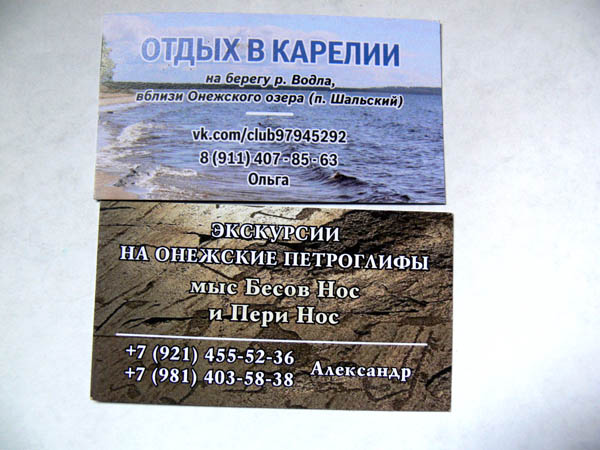 ОТДЫХ В КАРЕЛИИ
на берегу р. Водла,
вблизи Онежского озера (п. Шальский)
vk.com/club97945292
8 (911) 407 - 85 - 63
Ольга
ЭКСКУРСИИ
НА ОНЕЖСКИЕ ПЕТРОГЛИФЫ
мыс Бесов Нос
и Пери Нос
+7 (921) 455-52-36
+7 (981) 403-58-38
Александр